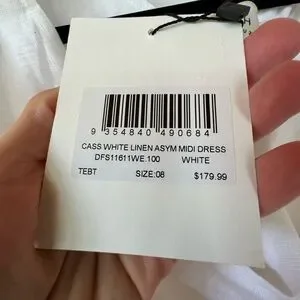 9 354840 490684
CASS WHITE LINEN ASYM MIDI DRESS
DFS11611WE.100 WHITE
TEBT SIZE:08 $179.99